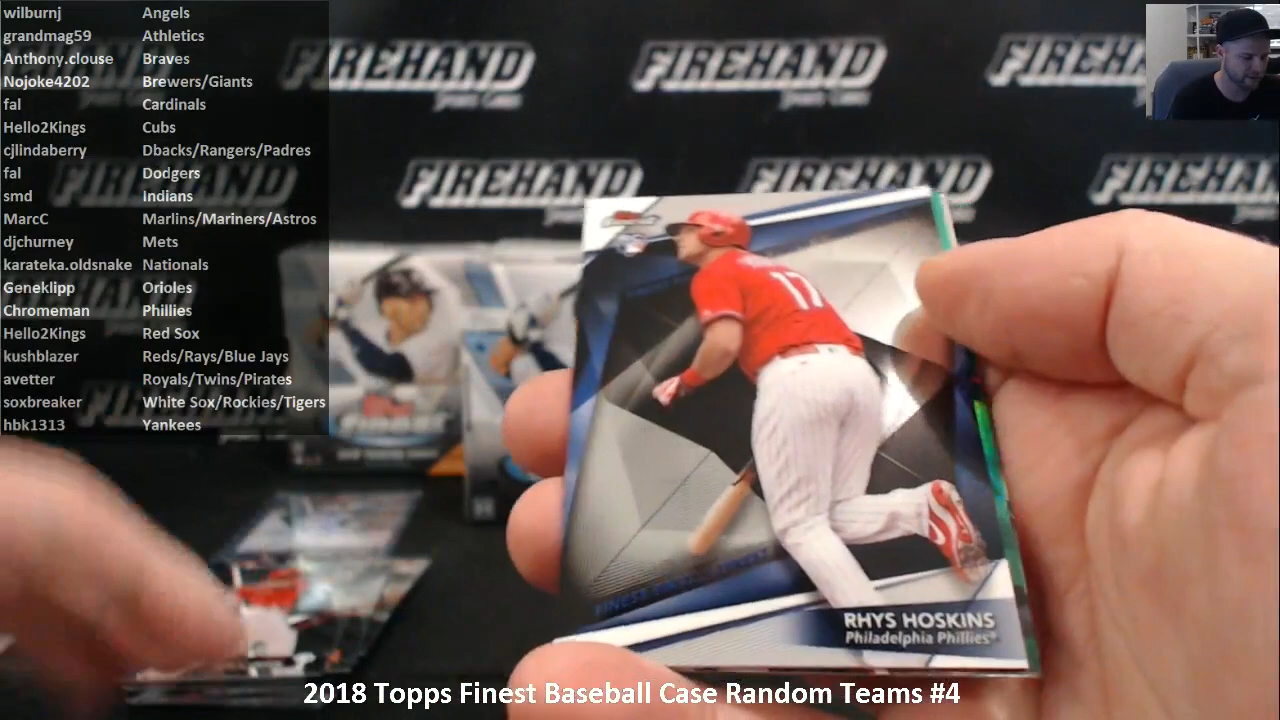 wilburnj Angels
grandmag59 Athletics
Anthony.clouse Braves
Nojoke4202 Brewers/Giants
fal Cardinals
Hello2Kings Cubs
cjlindaberry Dbacks/Rangers/Padres
fal Dodgers
smd Indians
MarcC Marlins/Mariners/Astros
djchurney Mets
karateka.oldsnake Nationals
Geneklipp Orioles
Chromeman Phillies
Hello2Kings Red Sox
kushblazer Reds/Rays/Blue Jays
avetter Royals/Twins/Pirates
soxbreaker White Sox/Rockies/Tigers
hbk1313 Yankees
FIREHAND FIREHAND FIREHAND
FIREHAND FIREHAND FIREHAND FIREHAND
17
RHYS HOSKINS
Philadelphia Phillies®
2018 Topps Finest Baseball Case Random Teams #4